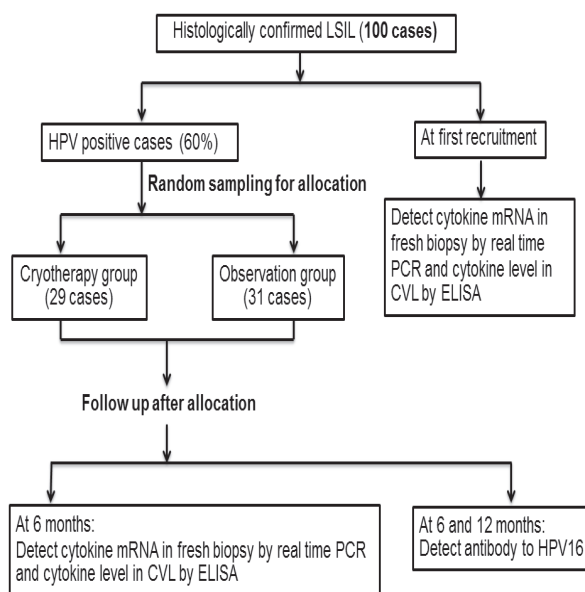 Histologically confirmed LSIL (100 cases)
HPV positive cases (60%)
At first recruitment
Random sampling for allocation
Detect cytokine mRNA in
fresh biopsy by real time
PCR and cytokine level in
CVL by ELISA
Cryotherapy group
(29 cases)
Observation group
(31 cases)
Follow up after allocation
At 6 months:
Detect cytokine mRNA in fresh biopsy by real time PCR
and cytokine level in CVL by ELISA
At 6 and 12 months:
Detect antibody to HPV16